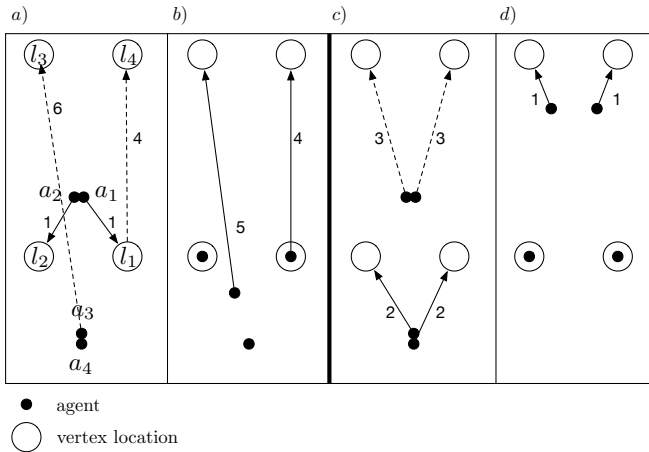 a) b) c) d)
l3 l4
6 4 4 3 3 1 1
a2 a1
1 1 5
l2 l1
a3 2 2
a4
agent
vertex location